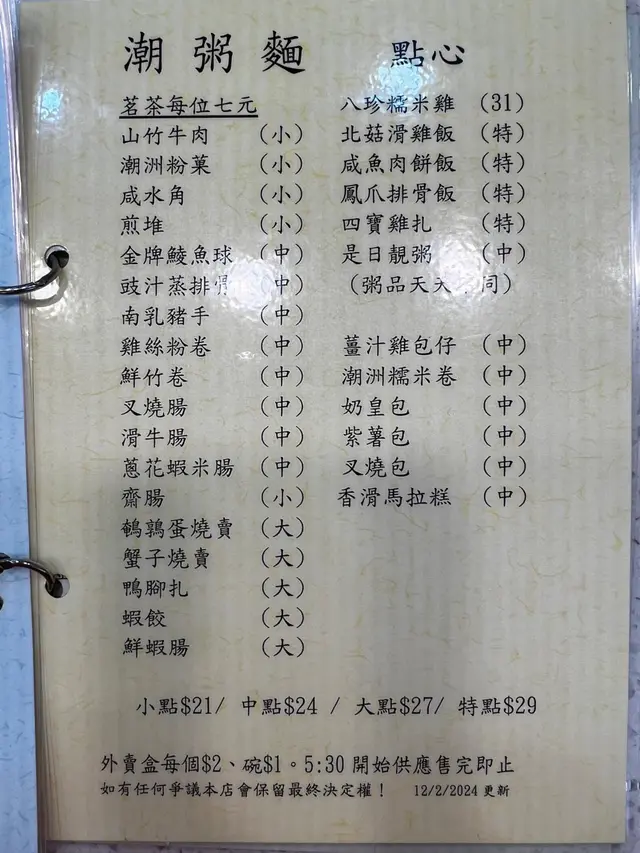 潮粥麵 點心
茗茶每位七元
山竹牛肉 (小)
潮洲粉菓 (小)
咸水角 (小)
煎堆 (小)
金牌鯪魚球 (中)
豉汁蒸排骨 (中)
南乳豬手 (中)
雞絲粉卷 (中)
鮮竹卷 (中)
叉燒腸 (中)
滑牛腸 (中)
蔥花蝦米腸 (中)
齋腸 (小)
鵪鶉蛋燒賣 (大)
蟹子燒賣 (大)
鴨腳扎 (大)
蝦餃 (大)
鮮蝦腸 (大)
八珍糯米雞 (31)
北菇滑雞飯 (特)
咸魚肉餅飯 (特)
鳳爪排骨飯 (特)
四寶雞扎 (特)
是日靚粥 (中)
(粥品天天 同)
薑汁雞包仔 (中)
潮洲糯米卷 (中)
奶皇包 (中)
紫薯包 (中)
叉燒包 (中)
香滑馬拉糕 (中)
小點$21/ 中點$24 / 大點$27/ 特點$29
外賣盒每個$2、碗$1。5:30 開始供應售完即止
如有任何爭議本店會保留最終決定權! 12/2/2024 更新